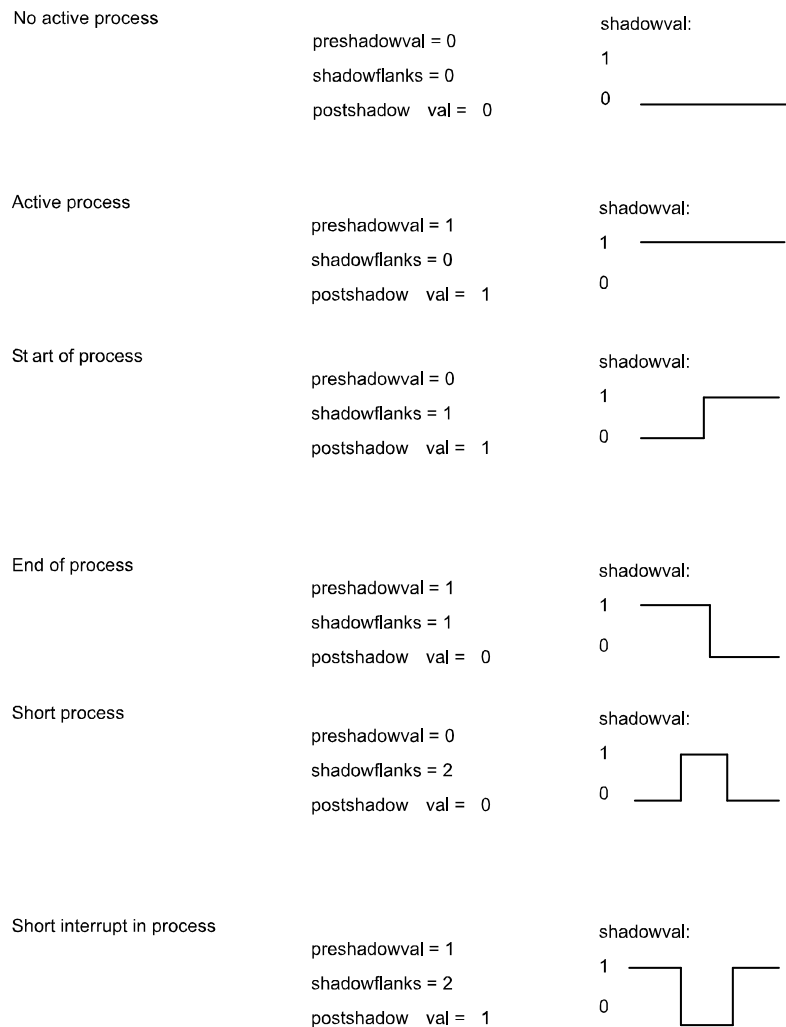 No active process
shadowval:
preshadowval = 0
1
shadowflanks = 0
0
postshadow val = 0
Active process
shadowval:
preshadowval = 1
1
shadowflanks = 0
0
postshadow val = 1
St art of process
shadowval:
preshadowval = 0
1
shadowflanks = 1
0
postshadow val = 1
End of process
shadowval:
preshadowval = 1
1
shadowflanks = 1
0
postshadow val = 0
Short process
shadowval:
preshadowval = 0
1
shadowflanks = 2
0
postshadow val = 0
Short interrupt in process
shadowval:
preshadowval = 1
1
shadowflanks = 2
0
postshadow val = 1